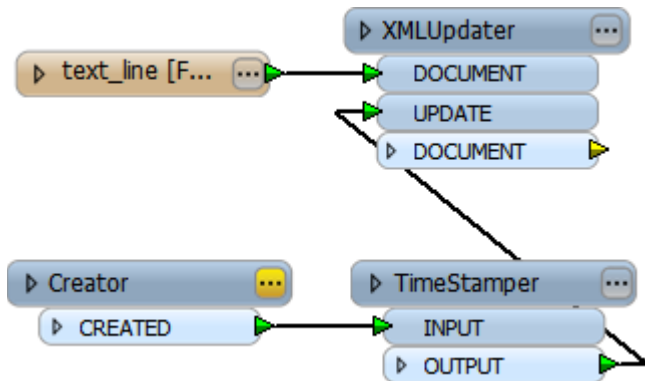 XMLUpdater
text_line [F...
DOCUMENT
UPDATE
DOCUMENT
Creator
CREATED
TimeStamper
INPUT
OUTPUT